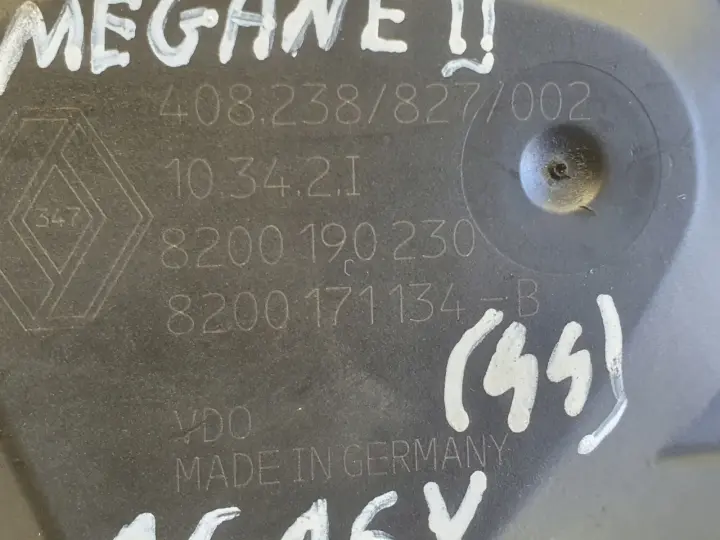 MEGANE II
408.238/827/002
10.34.2.I
347
8200 190 230
C
8200 171 134 - B
(44)
VDO
MADE IN GERMANY